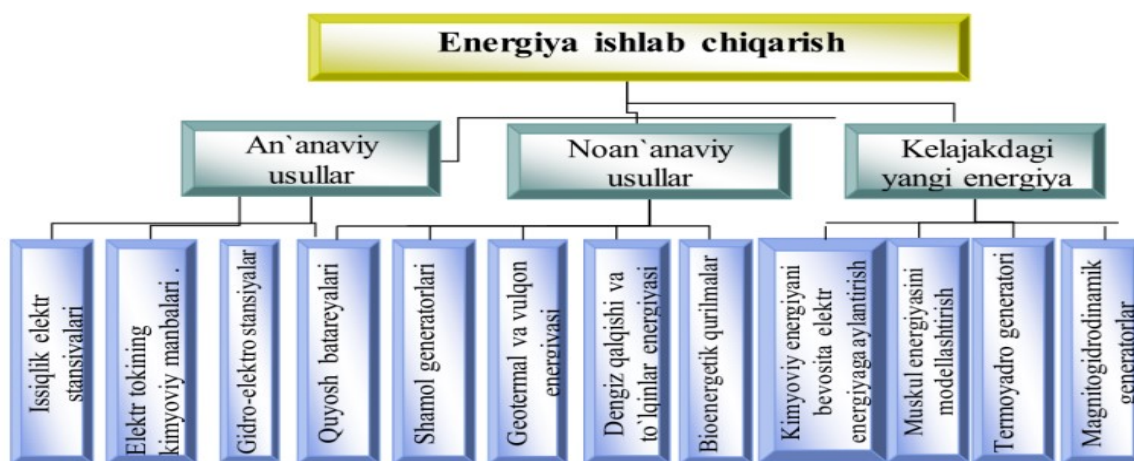 Energiya ishlab chiqarish
An`anaviy
usullar
Noan`anaviy
usullar
Kelajakdagi
yangi energiya
Issiqlik elektr
stansivalari
Elektr tokining
kimyoviy manbalari .
Gidro-elektro stansiyalar
Quyosh batareyalari
Shamol generatorlari
Geotermal va vulqon
energivasi
Dengiz qalqishi va
to`lqinlar energiyasi
Bioenergetik qurilmalar
Kimyoviy energiyani
bevosita elektr
energiyaga aylantirish
Muskul energiyasini
modellashtirish
Termoyadro generatori
Magnitogidrodinamik
generatorlar